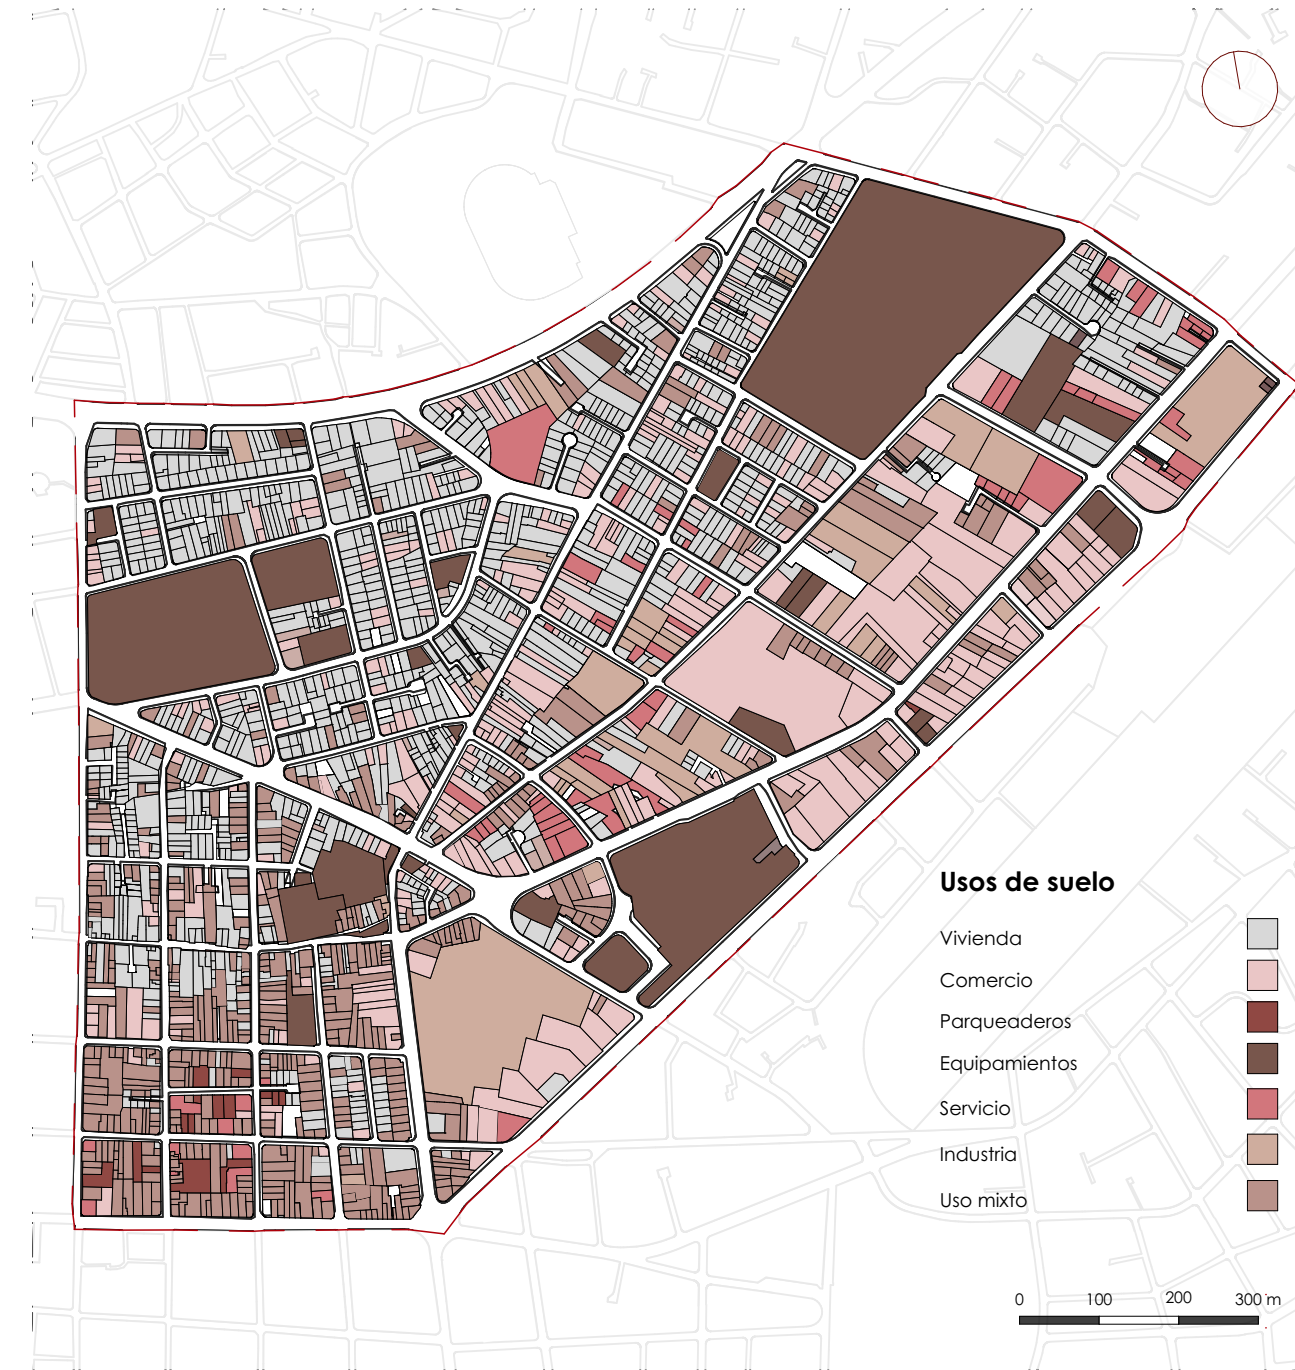 Usos de suelo
Vivienda
Comercio
Parqueaderos
Equipamientos
Servicio
Industria
Uso mixto
0 100 200 300 m